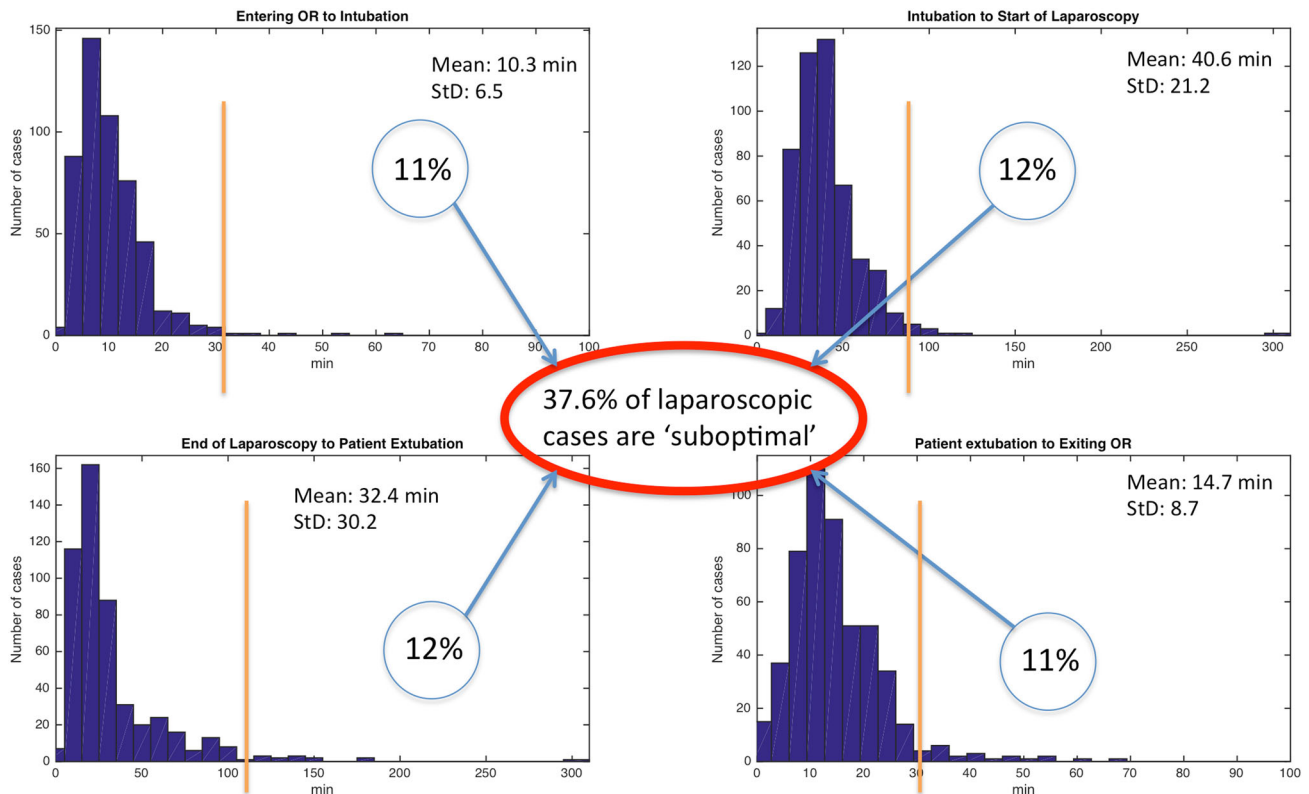 Entering OR to Intubation
Mean: 10.3 min
StD: 6.5
11%
Number of cases
150
100
50
0
0 10 20 30 40 50 60 70 80 90 100
min
Intubation to Start of Laparoscopy
Mean: 40.6 min
StD: 21.2
12%
Number of cases
120
100
80
60
40
20
0
0 50 100 150 200 250 300
min
37.6% of laparoscopic
cases are ‘suboptimal’
End of Laparoscopy to Patient Extubation
Mean: 32.4 min
StD: 30.2
12%
Number of cases
160
140
120
100
80
60
40
20
0
0 50 100 150 200 250 300
min
Patient extubation to Exiting OR
Mean: 14.7 min
StD: 8.7
11%
Number of cases
100
80
60
40
20
0
0 10 20 30 40 50 60 70 80 90 100
min